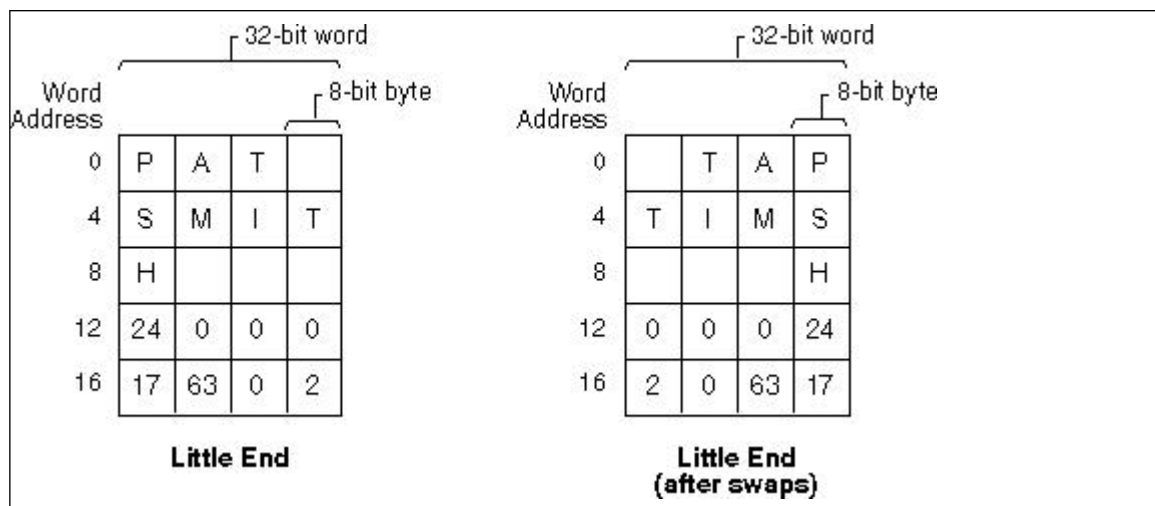 32-bit word
Word
Address
8-bit byte
0 P A T
4 S M I T
8 H
12 24 0 0 0
16 17 63 0 2
Little End
32-bit word
Word
Address
8-bit byte
0 T A P
4 T I M S
8 H
12 0 0 0 24
16 2 0 63 17
Little End
(after swaps)